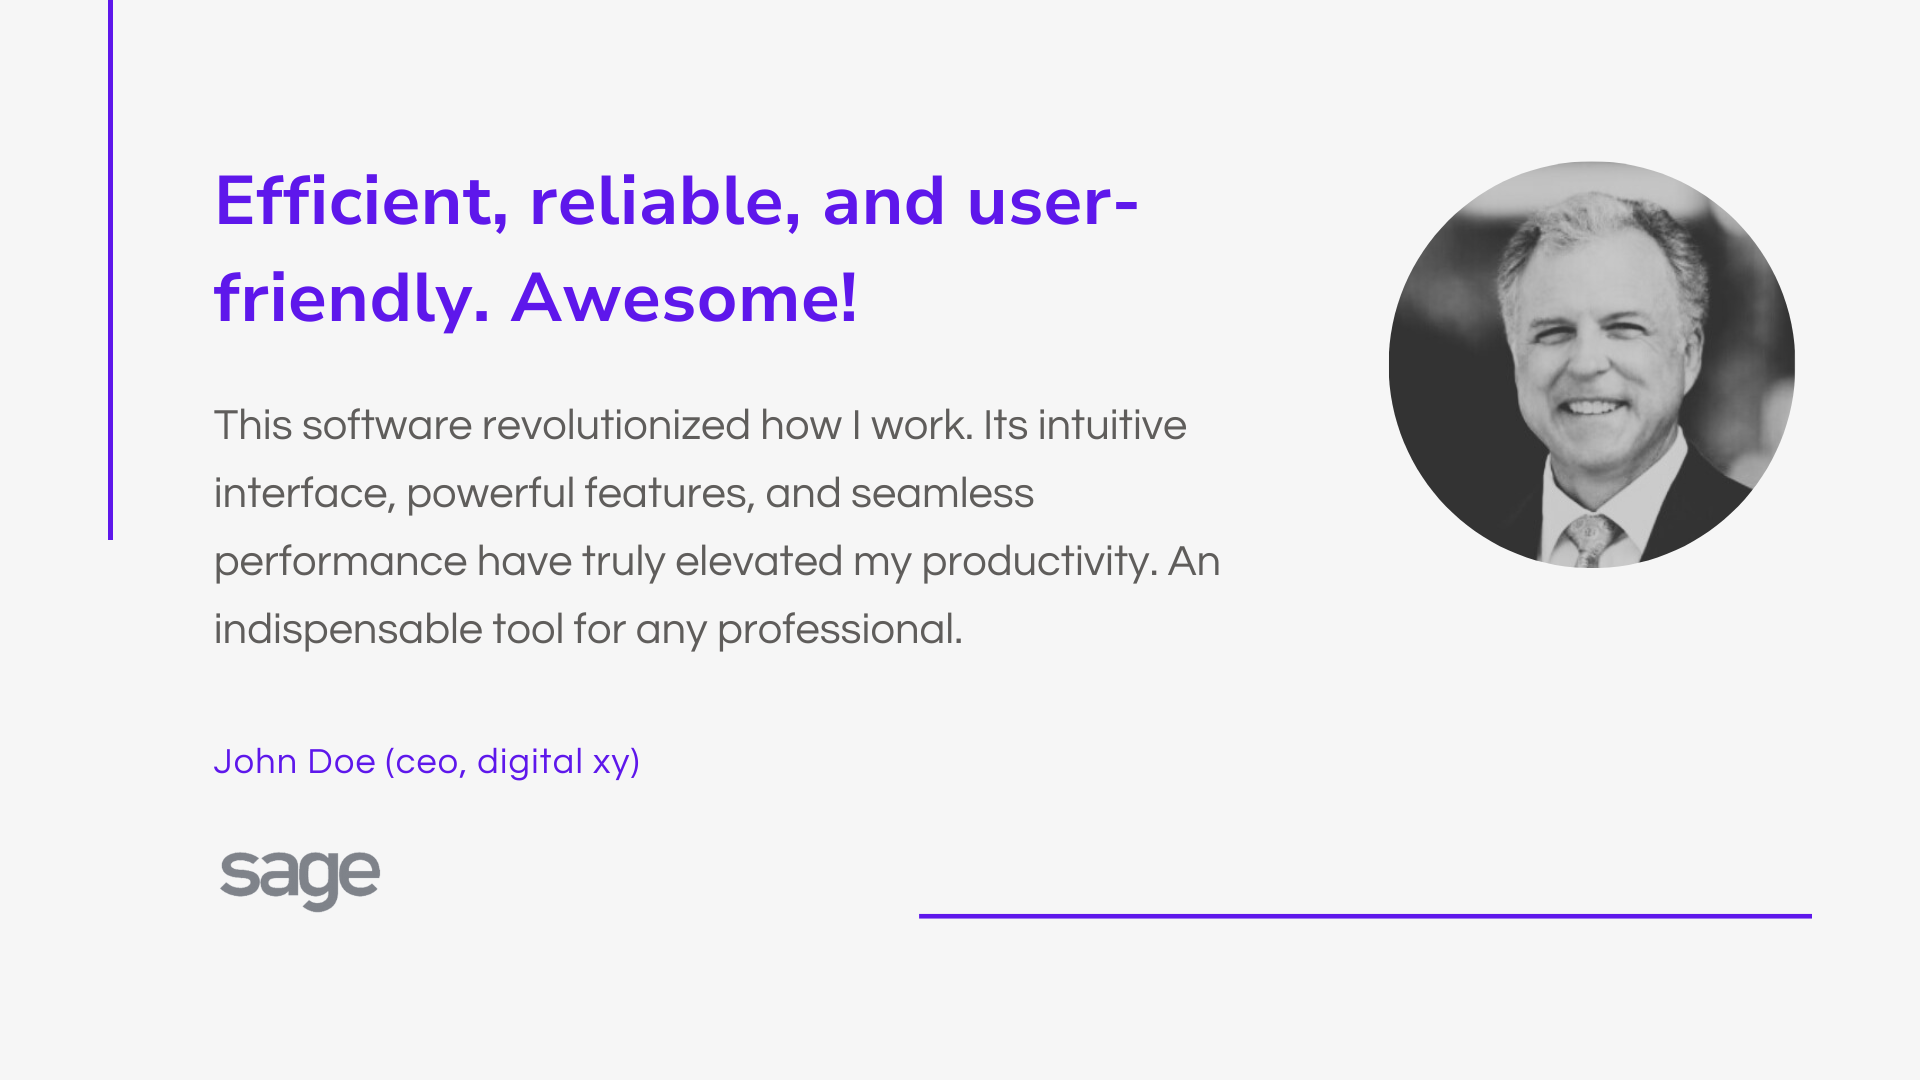 Efficient, reliable, and user-
friendly. Awesome!
This software revolutionized how I work. Its intuitive
interface, powerful features, and seamless
performance have truly elevated my productivity. An
indispensable tool for any professional.
John Doe (ceo, digital xy)
sage